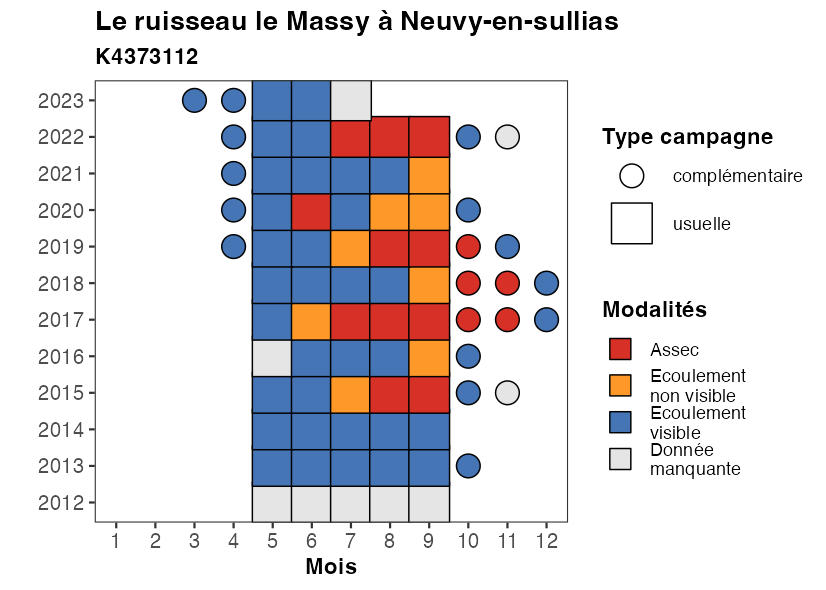 Le ruisseau le Massy à Neuvy-en-sullias
K4373112
2023
2022
2021
2020
2019
2018
2017
2016
2015
2014
2013
2012
1 2 3 4 5 6 7 8 9 10 11 12
Mois
Type campagne
complémentaire
usuelle
Modalités
Assec
Ecoulement
non visible
Ecoulement
visible
Donnée
manquante